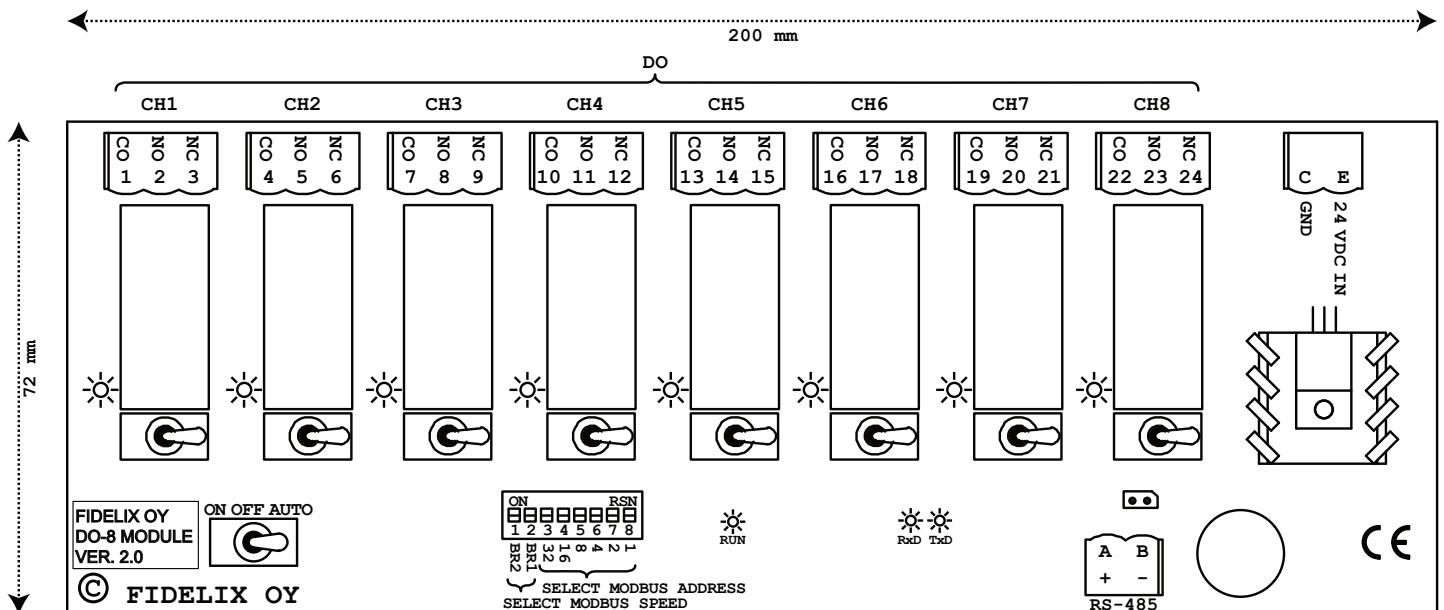 200 mm
DO
CH1 CH2 CH3 CH4 CH5 CH6 CH7 CH8
CO NO NC CO NO NC CO NO NC CO NO NC CO NO NC CO NO NC CO NO NC CO NO NC
1 2 3 4 5 6 7 8 9 10 11 12 13 14 15 16 17 18 19 20 21 22 23 24
C E
GND
24 VDC IN
72 mm
FIDELIX OY
DO-8 MODULE
VER. 2.0
ON OFF AUTO
ON RSN
1 2 3 4 5 6 7 8
BR2 BR1 32 16 8 4 2 1
SELECT MODBUS ADDRESS
SELECT MODBUS SPEED
RUN
RxD TxD
A B
+ -
RS-485
CE
© FIDELIX OY